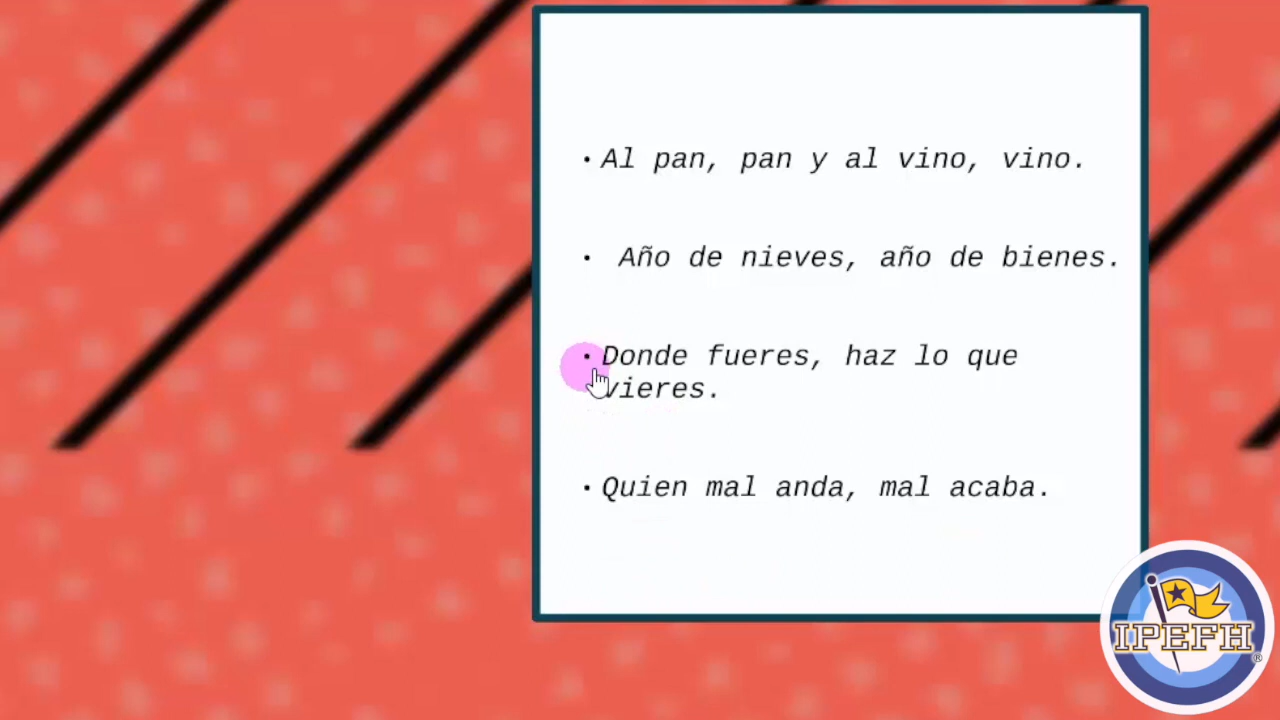 • Al pan, pan y al vino, vino.
• Año de nieves, año de bienes.
• Donde fueres, haz lo que
vieres.
• Quien mal anda, mal acaba.
IPEFH
®